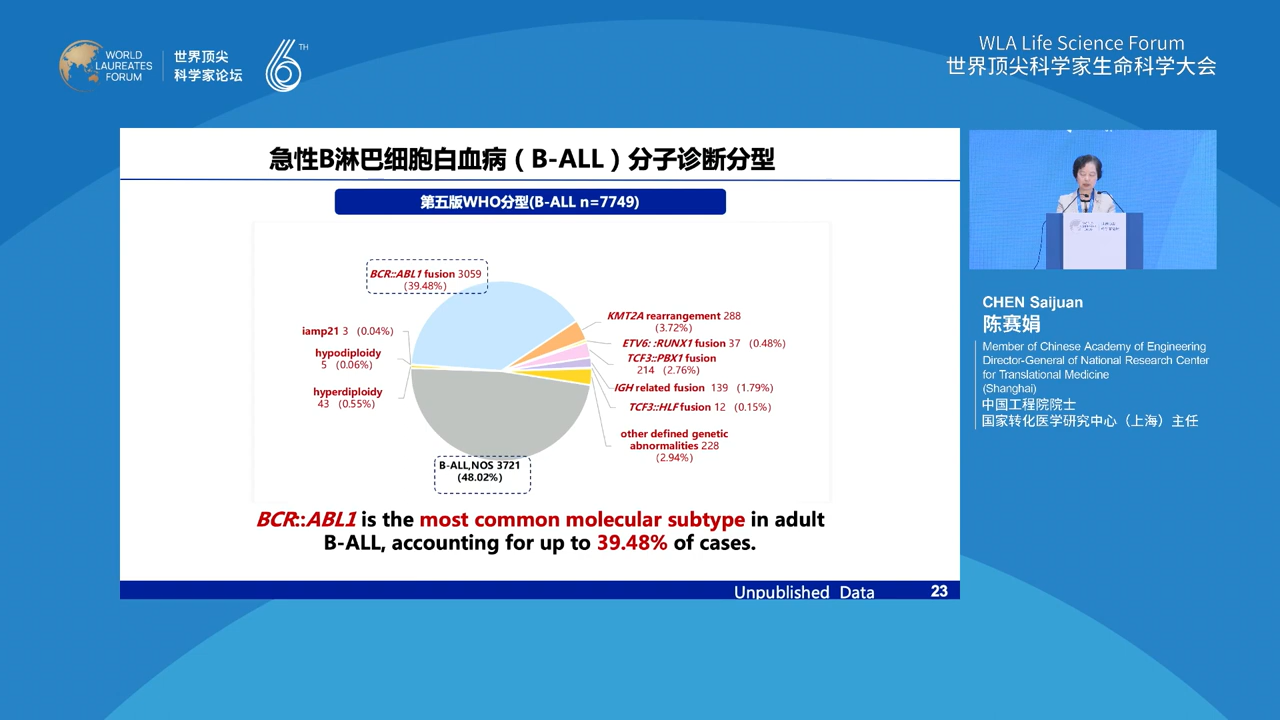 WORLD
LAUREATES
FORUM
世界顶尖
科学家论坛
6TH
WLA Life Science Forum
世界顶尖科学家生命科学大会
急性B淋巴细胞白血病（B-ALL）分子诊断分型
第五版WHO分型(B-ALL n=7749)
BCR::ABL1 fusion 3059
(39.48%)
iamp21 3 (0.04%)
hypodiploidy
5 (0.06%)
hyperdiploidy
43 (0.55%)
KMT2A rearrangement 288
(3.72%)
ETV6: :RUNX1 fusion 37 (0.48%)
TCF3::PBX1 fusion
214 (2.76%)
IGH related fusion 139 (1.79%)
TCF3::HLF fusion 12 (0.15%)
other defined genetic
abnormalities 228
(2.94%)
B-ALL,NOS 3721
(48.02%)
BCR::ABL1 is the most common molecular subtype in adult
B-ALL, accounting for up to 39.48% of cases.
Unpublished Data
23
CHEN Saijuan
陈赛娟
Member of Chinese Academy of Engineering
Director-General of National Research Center
for Translational Medicine
(Shanghai)
中国工程院院士
国家转化医学研究中心（上海）主任